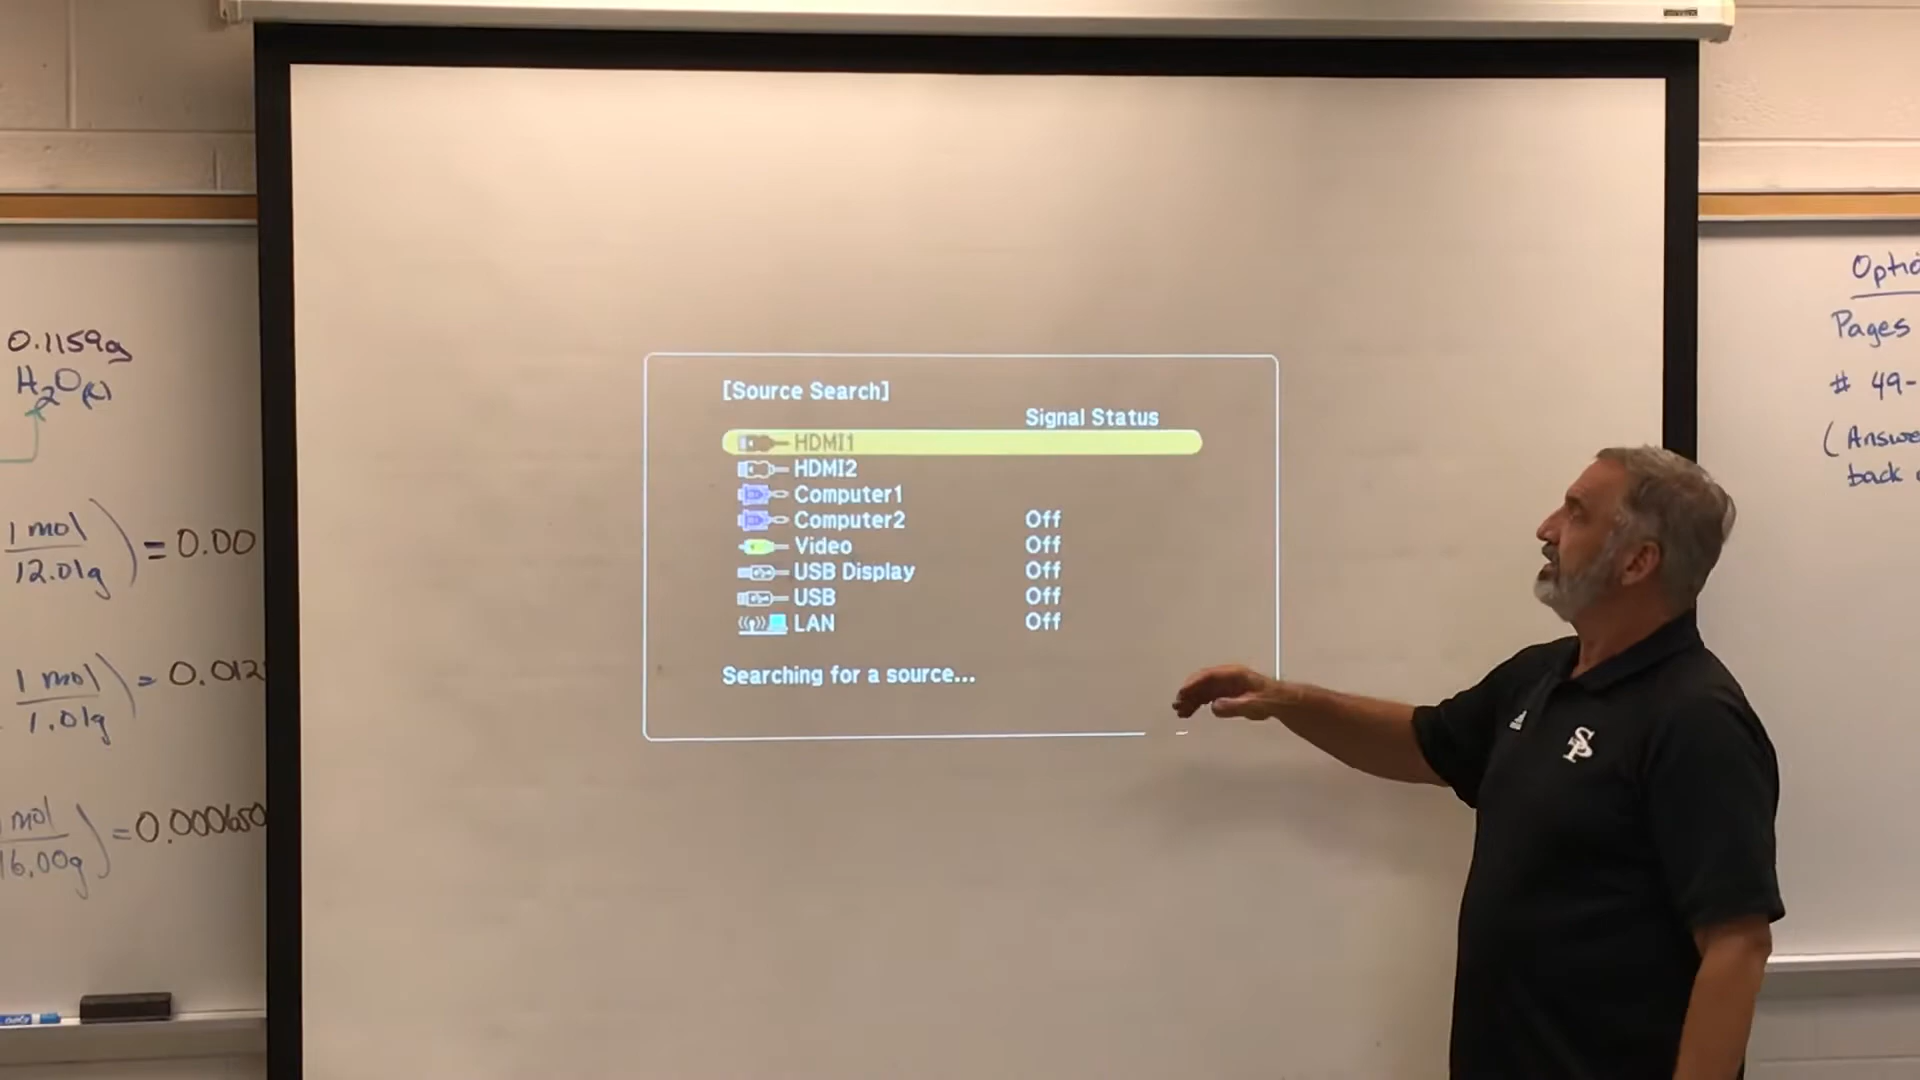 0.1159g
H2O(l)
1 mol
12.01g
= 0.00
1 mol
1.01g
= 0.012
mol
16.00g
=0.000650
[Source Search]
Signal Status
HDMI1
HDMI2
Computer1
Computer2 Off
Video Off
USB Display Off
USB Off
LAN Off
Searching for a source...
SP
Optio
Pages
# 49-
(Answe
back